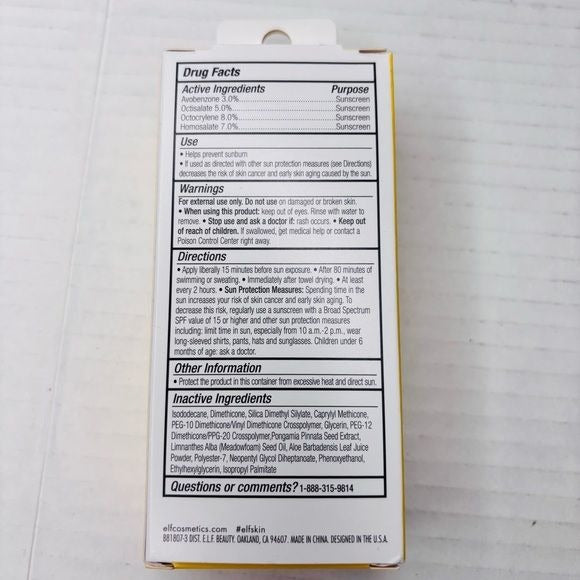 Drug Facts
Active Ingredients Purpose
Avobenzone 3.0%........Sunscreen
Octisalate 5.0%........Sunscreen
Octocrylene 8.0%........Sunscreen
Homosalate 7.0%........Sunscreen
Use
• Helps prevent sunburn
• If used as directed with other sun protection measures (see Directions)
decreases the risk of skin cancer and early skin aging caused by the sun.
Warnings
For external use only. Do not use on damaged or broken skin.
• When using this product: keep out of eyes. Rinse with water to
remove. • Stop use and ask a doctor if: rash occurs. • Keep out
of reach of children. If swallowed, get medical help or contact a
Poison Control Center right away.
Directions
• Apply liberally 15 minutes before sun exposure. • After 80 minutes of
swimming or sweating. • Immediately after towel drying. • At least
every 2 hours. • Sun Protection Measures: Spending time in the
sun increases your risk of skin cancer and early skin aging. To
decrease this risk, regularly use a sunscreen with a Broad Spectrum
SPF value of 15 or higher and other sun protection measures
including: limit time in sun, especially from 10 a.m.-2 p.m., wear
long-sleeved shirts, pants, hats and sunglasses. Children under 6
months of age: ask a doctor.
Other Information
• Protect the product in this container from excessive heat and direct sun.
Inactive Ingredients
Isododecane, Dimethicone, Silica Dimethyl Silylate, Caprylyl Methicone,
PEG-10 Dimethicone/Vinyl Dimethicone Crosspolymer, Glycerin, PEG-12
Dimethicone/PPG-20 Crosspolymer,Pongamia Pinnata Seed Extract,
Limnanthes Alba (Meadowfoam) Seed Oil, Aloe Barbadensis Leaf Juice
Powder, Polyester-7, Neopentyl Glycol Diheptanoate, Phenoxyethanol,
Ethylhexylglycerin, Isopropyl Palmitate
Questions or comments? 1-888-315-9814
elfcosmetics.com #elfskin
B81807-3 DIST. E.L.F. BEAUTY. OAKLAND, CA 94607. MADE IN CHINA. DESIGNED IN THE U.S.A.